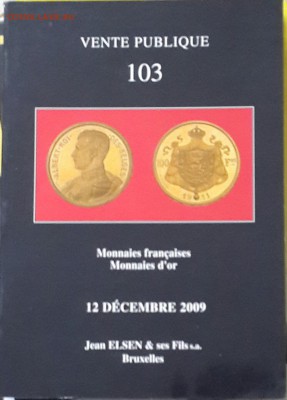 VENTE PUBLIQUE
103
Monnaies françaises
Monnaies d'or
12 DÉCEMBRE 2009
Jean ELSEN & ses Fils s.a.
Bruxelles